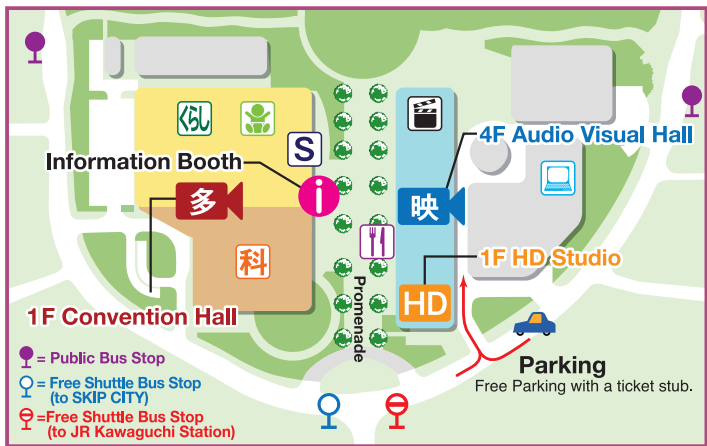 くらし
S
4F Audio Visual Hall
Information Booth
i
多
映
科
1F HD Studio
HD
1F Convention Hall
Promenade
Parking
Free Parking with a ticket stub.
= Public Bus Stop
= Free Shuttle Bus Stop
(to SKIP CITY)
=Free Shuttle Bus Stop
(to JR Kawaguchi Station)